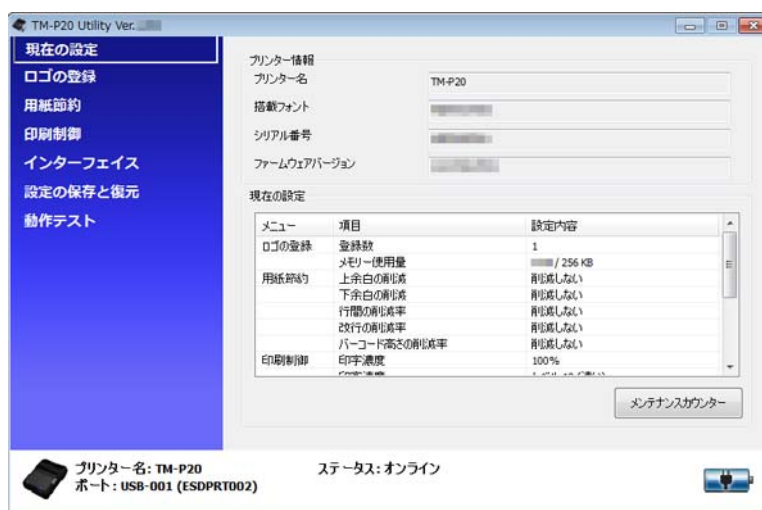 TM-P20 Utility Ver.
現在の設定
ロゴの登録
用紙節約
印刷制御
インターフェイス
設定の保存と復元
動作テスト
プリンター情報
プリンター名 TM-P20
搭載フォント
シリアル番号
ファームウェアバージョン
現在の設定
メニュー 項目 設定内容
ロゴの登録 登録数 1
メモリー使用量 / 256 KB
用紙節約 上余白の削減 削減しない
下余白の削減 削減しない
行間の削減率 削減しない
改行の削減率 削減しない
バーコード高さの削減率 削減しない
印刷制御 印字濃度 100%
メンテナンスカウンター
プリンター名: TM-P20 ステータス: オンライン
ポート: USB-001 (ESDPRT002)